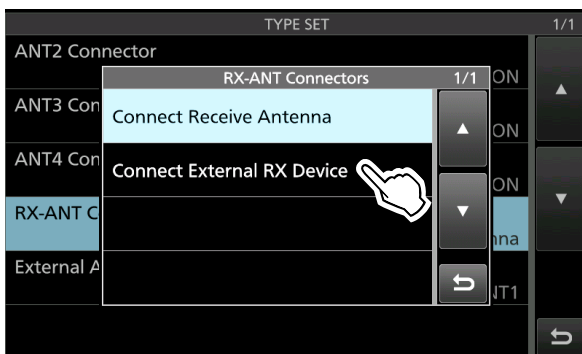 TYPE SET 1/1
ANT2 Connector
ON
RX-ANT Connectors 1/1
ANT3 Con
ON
Connect Receive Antenna
ANT4 Con
ON
Connect External RX Device
RX-ANT C
nna
External A
NT1